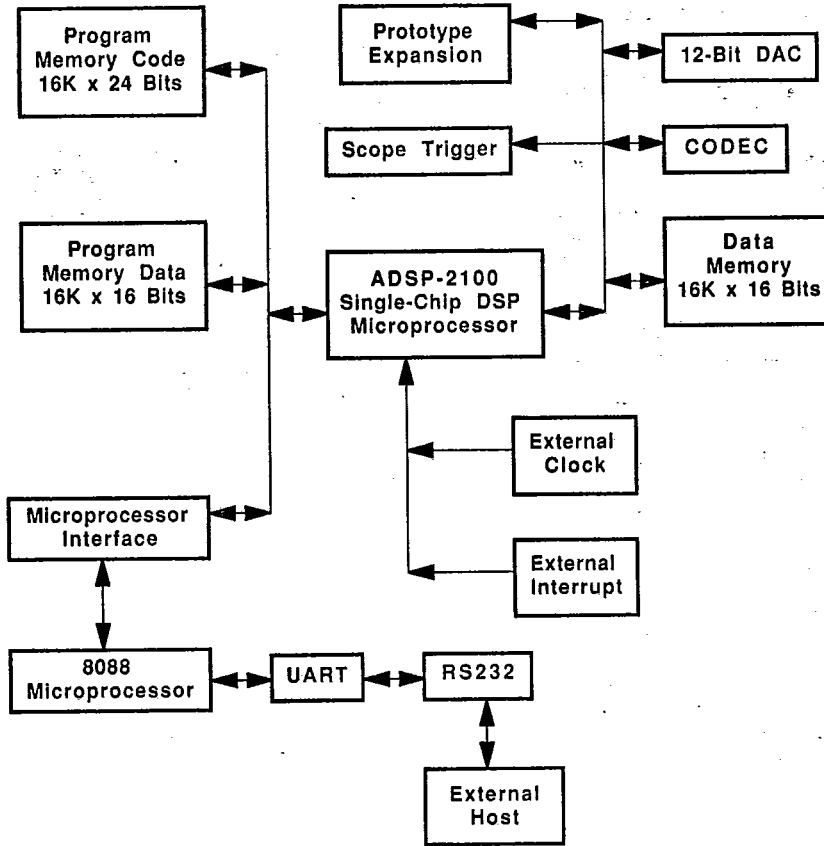 Program
Memory Code
16K x 24 Bits
Prototype
Expansion
12-Bit DAC
Scope Trigger
CODEC
Program
Memory Data
16K x 16 Bits
ADSP-2100
Single-Chip DSP
Microprocessor
Data
Memory
16K x 16 Bits
External
Clock
Microprocessor
Interface
External
Interrupt
8088
Microprocessor
UART
RS232
External
Host